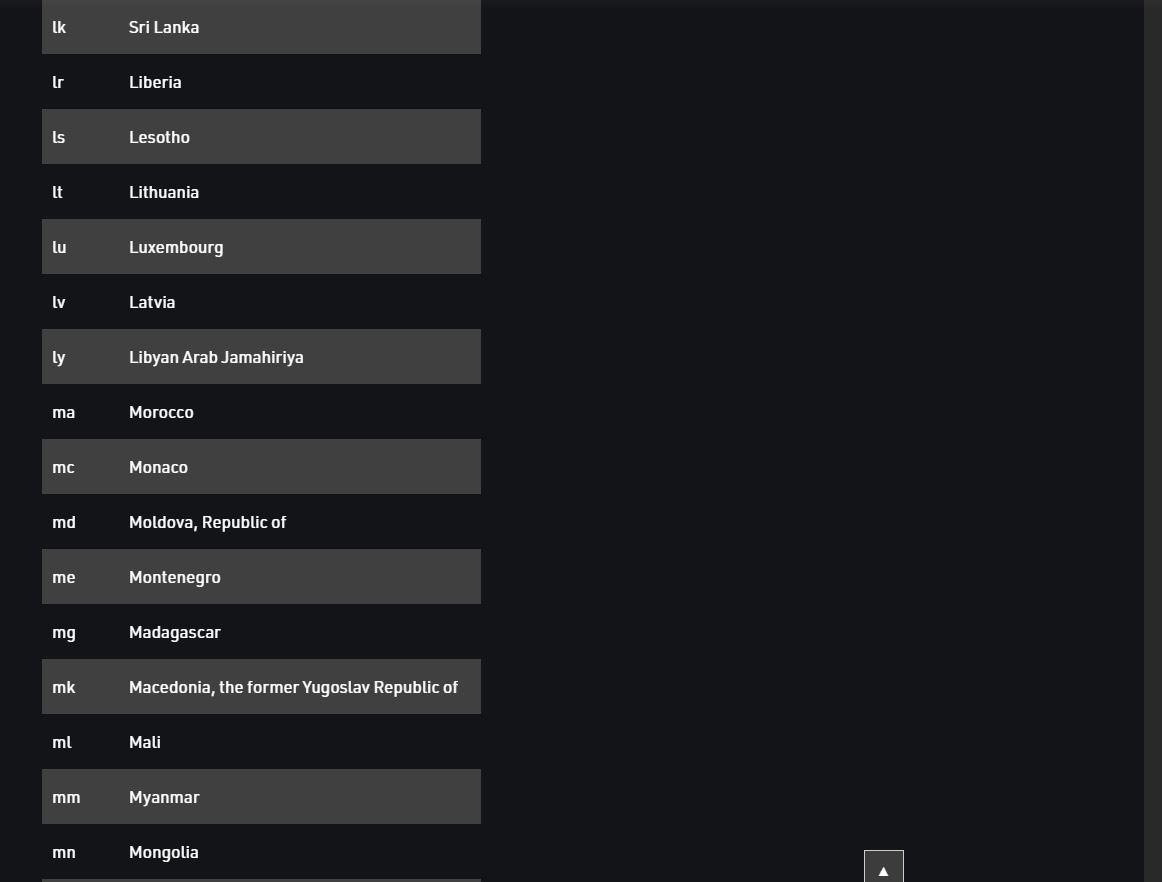 lk Sri Lanka
lr Liberia
ls Lesotho
lt Lithuania
lu Luxembourg
lv Latvia
ly Libyan Arab Jamahiriya
ma Morocco
mc Monaco
md Moldova, Republic of
me Montenegro
mg Madagascar
mk Macedonia, the former Yugoslav Republic of
ml Mali
mm Myanmar
mn Mongolia
▲